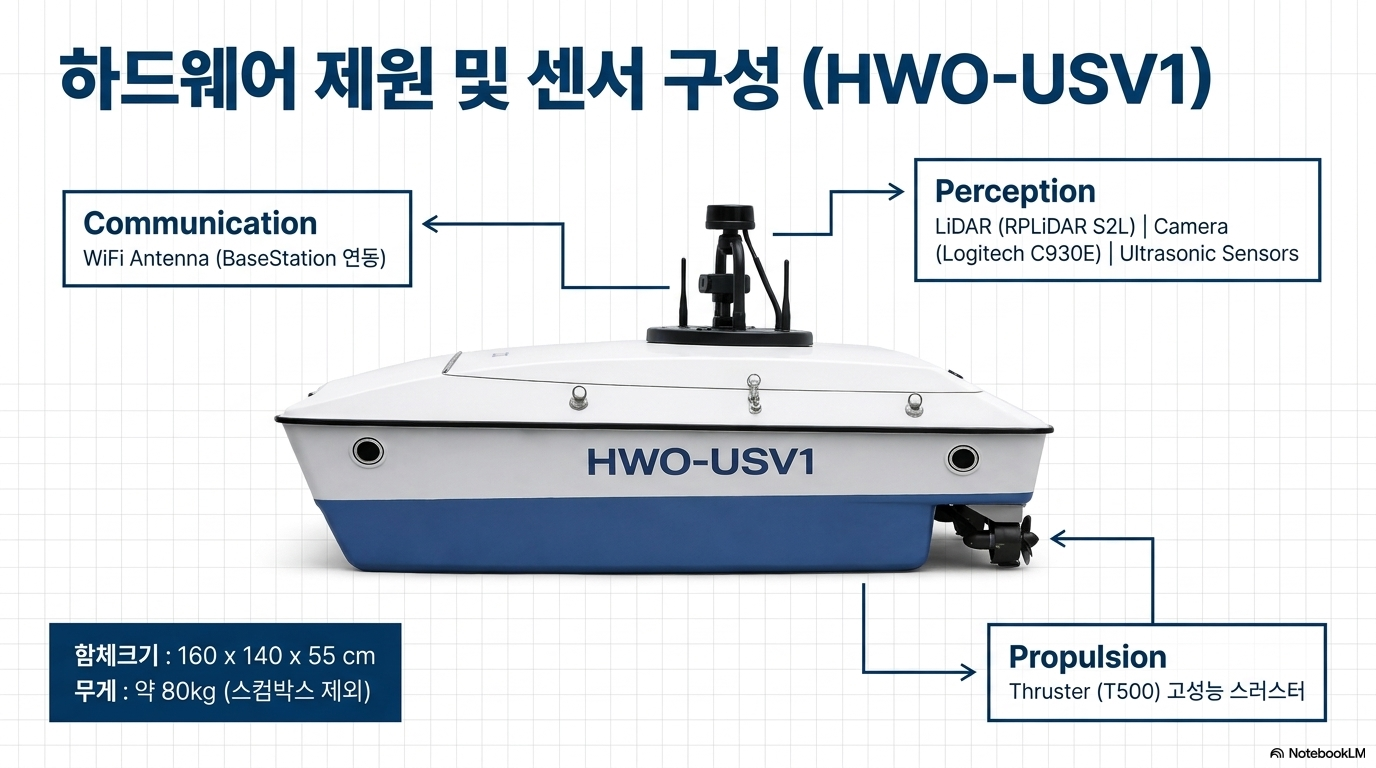 하드웨어 제원 및 센서 구성 (HWO-USV1)
Communication
WiFi Antenna (BaseStation 연동)
Perception
LiDAR (RPLiDAR S2L) | Camera
(Logitech C930E) | Ultrasonic Sensors
HWO-USV1
함체크기 : 160 x 140 x 55 cm
무게 : 약 80kg (스컴박스 제외)
Propulsion
Thruster (T500) 고성능 스러스터
NotebookLM